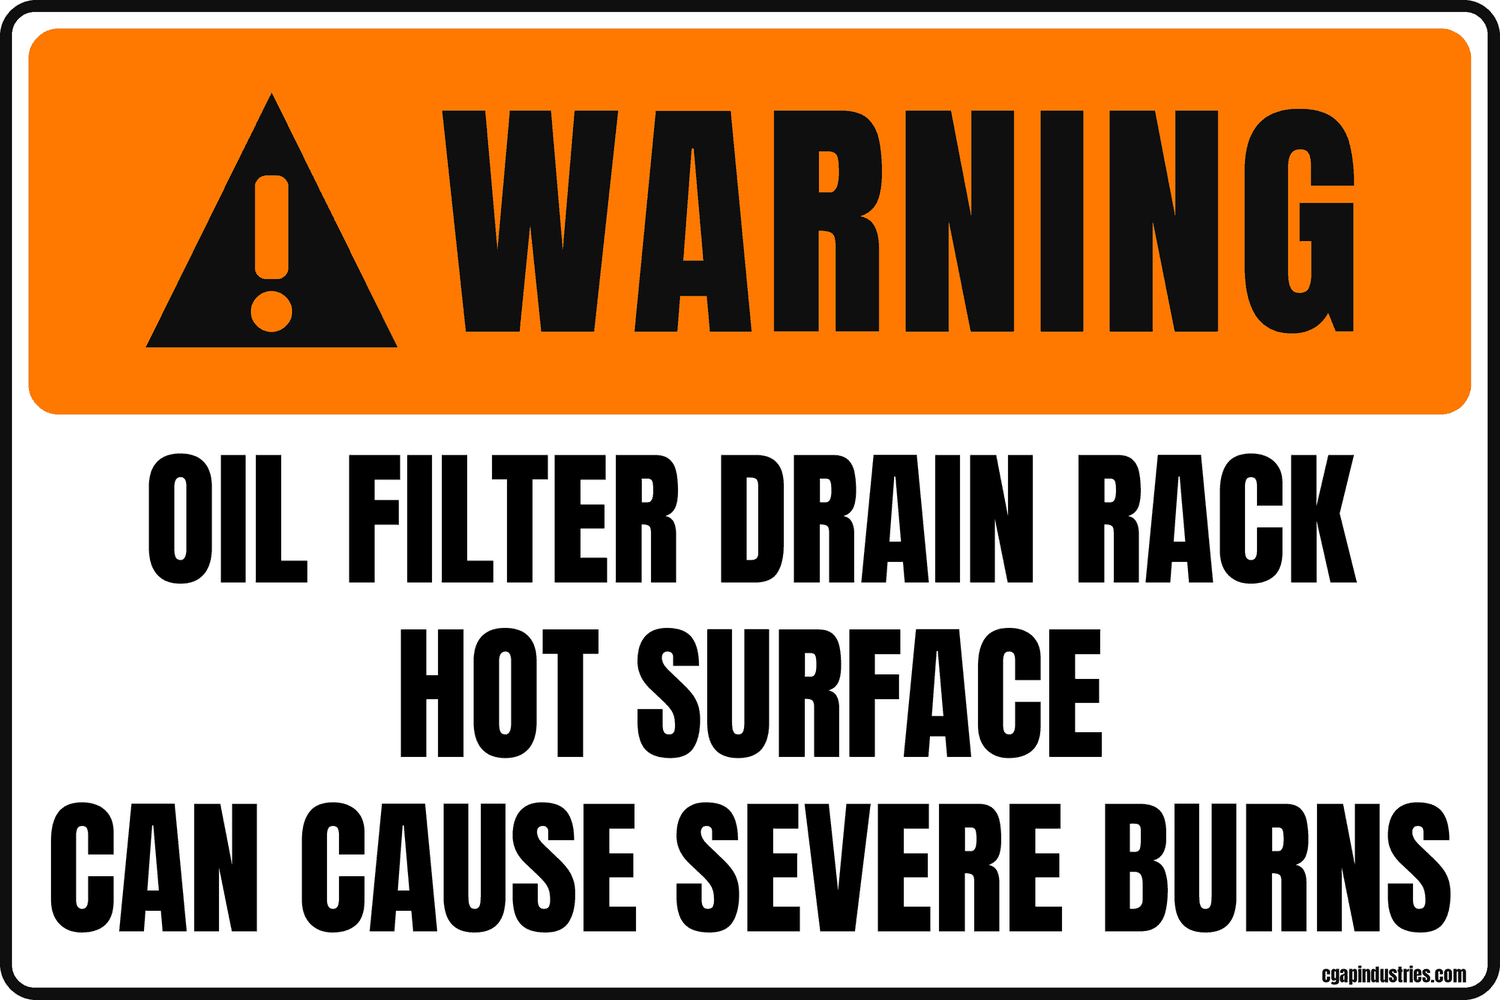 WARNING
OIL FILTER DRAIN RACK
HOT SURFACE
CAN CAUSE SEVERE BURNS
cgapindustries.com